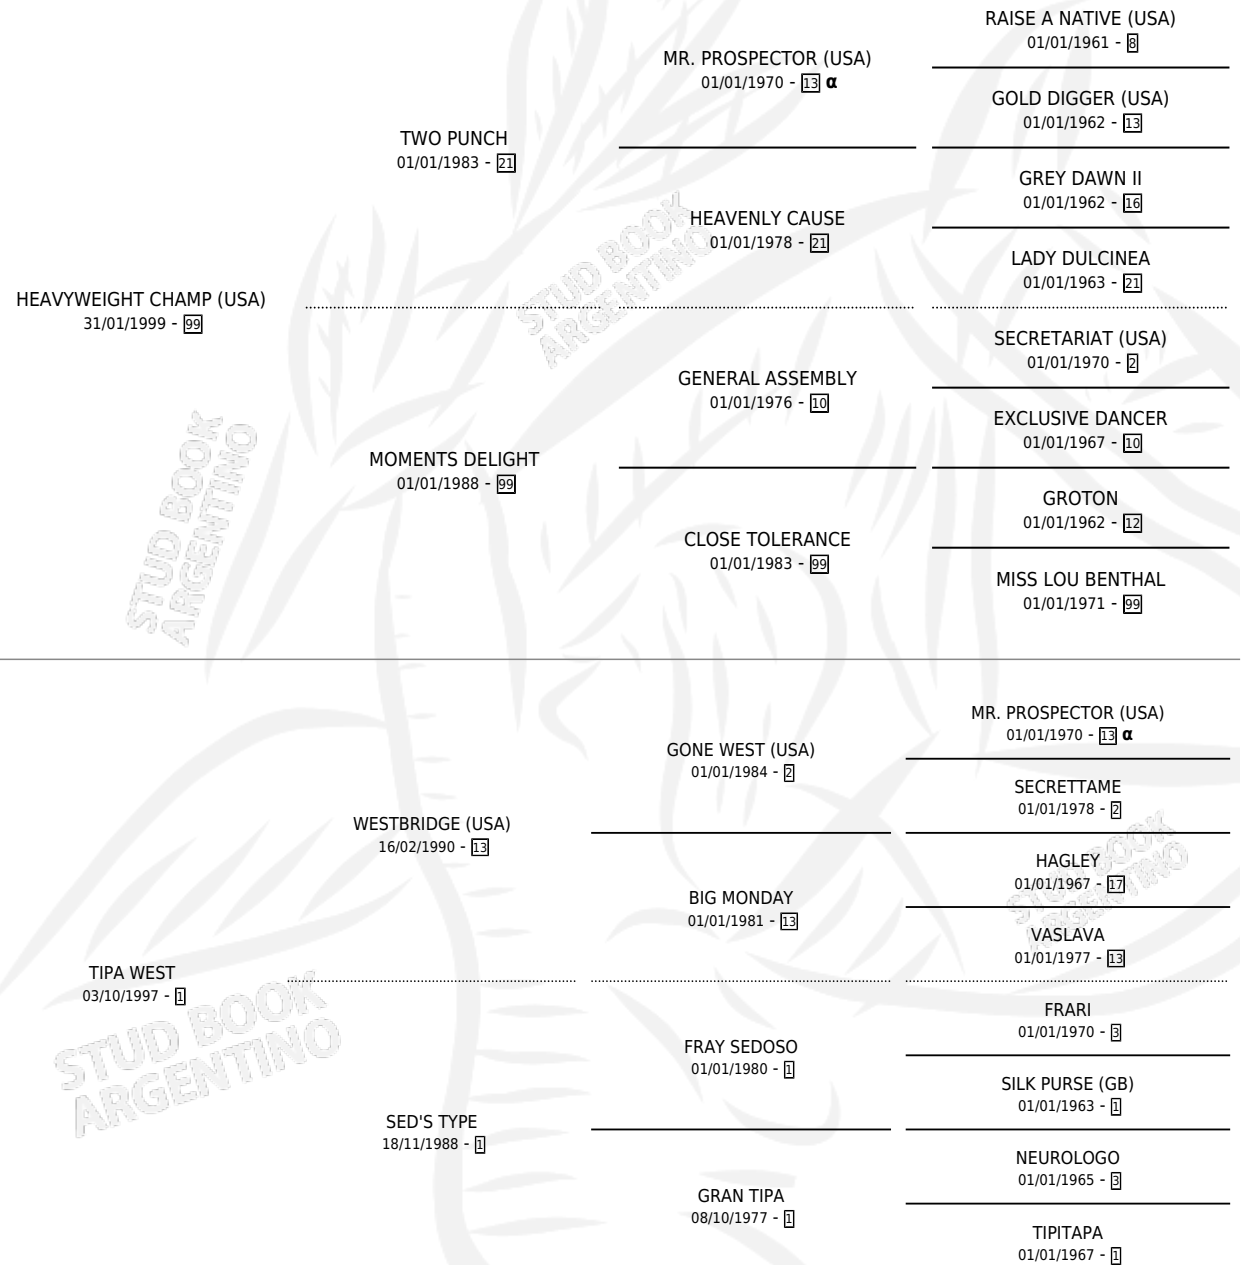 RAISE A NATIVE (USA)
01/01/1961 - 8
MR. PROSPECTOR (USA)
01/01/1970 - 13 α
GOLD DIGGER (USA)
01/01/1962 - 13
TWO PUNCH
01/01/1983 - 21
GREY DAWN II
01/01/1962 - 16
HEAVENLY CAUSE
01/01/1978 - 21
LADY DULCINEA
01/01/1963 - 21
HEAVYWEIGHT CHAMP (USA)
31/01/1999 - 99
SECRETARIAT (USA)
01/01/1970 - 2
GENERAL ASSEMBLY
01/01/1976 - 10
EXCLUSIVE DANCER
01/01/1967 - 10
MOMENTS DELIGHT
01/01/1988 - 99
GROTON
01/01/1962 - 12
CLOSE TOLERANCE
01/01/1983 - 99
MISS LOU BENTHAL
01/01/1971 - 99
MR. PROSPECTOR (USA)
01/01/1970 - 13 α
GONE WEST (USA)
01/01/1984 - 2
SECRETTAME
01/01/1978 - 2
WESTBRIDGE (USA)
16/02/1990 - 13
HAGLEY
01/01/1967 - 17
BIG MONDAY
01/01/1981 - 13
VASLAVA
01/01/1977 - 13
TIPA WEST
03/10/1997 - 1
FRARI
01/01/1970 - 3
FRAY SEDOSO
01/01/1980 - 1
SILK PURSE (GB)
01/01/1963 - 1
SED'S TYPE
18/11/1988 - 1
NEUROLOGO
01/01/1965 - 3
GRAN TIPA
08/10/1977 - 1
TIPITAPA
01/01/1967 - 1
STUD BOOK
ARGENTINO
STUD BOOK
ARGENTINO
STUD BOOK
ARGENTINO
STUD BOOK
ARGENTINO